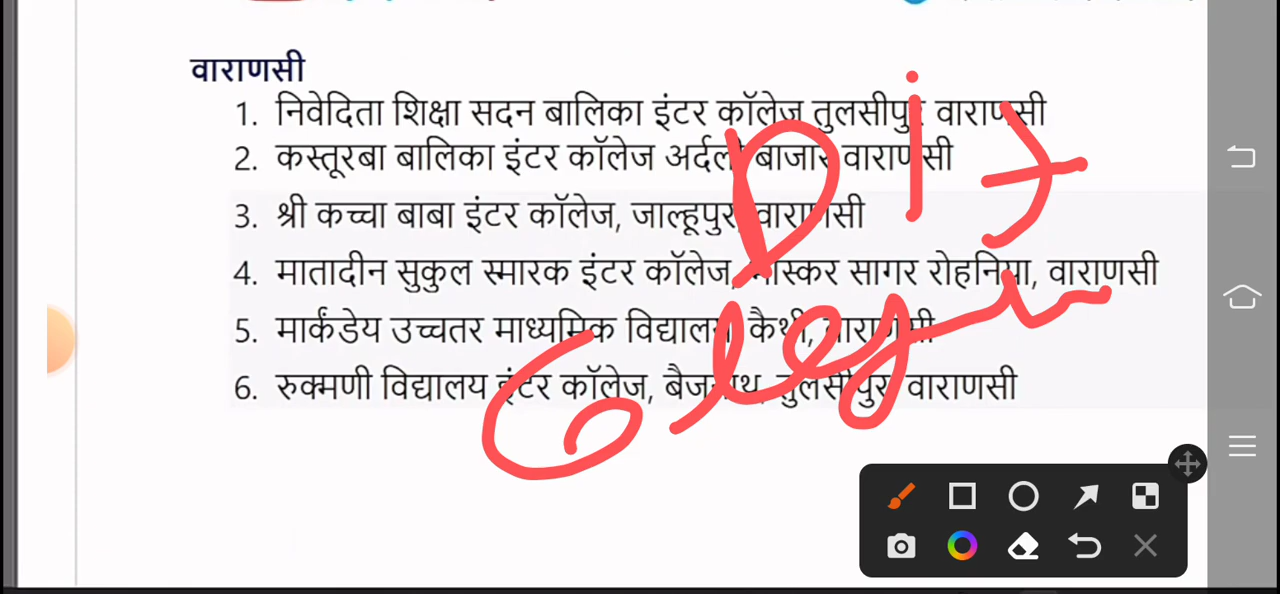 वाराणसी
1. निवेदिता शिक्षा सदन बालिका इंटर कॉलेज तुलसीपुर वाराणसी
2. कस्तूरबा बालिका इंटर कॉलेज अर्दली बाजार वाराणसी
3. श्री कच्चा बाबा इंटर कॉलेज, जाल्हूपुर, वाराणसी
4. मातादीन सुकुल स्मारक इंटर कॉलेज, भास्कर सागर रोहनिया, वाराणसी
5. मार्कंडेय उच्चतर माध्यमिक विद्यालय कैथी, वाराणसी
6. रुक्मणी विद्यालय इंटर कॉलेज, बैजनाथ, तुलसीपुर, वाराणसी